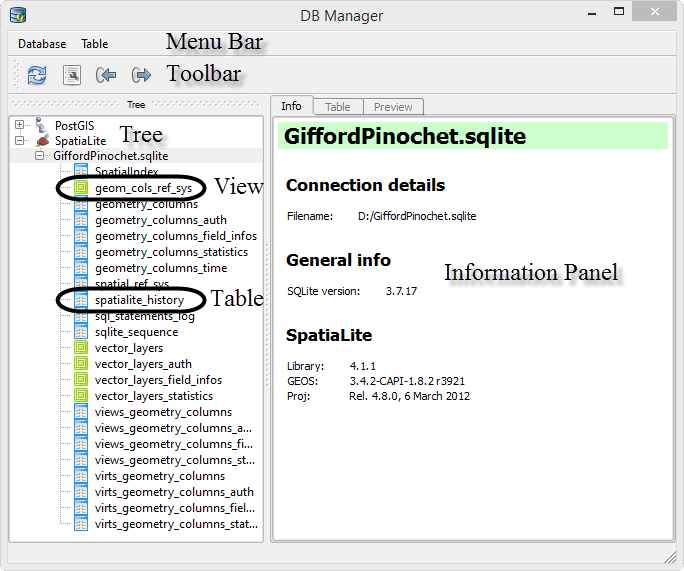 DB Manager
Database Table Menu Bar
Toolbar
Tree
PostGIS
SpatiaLite Tree
GiffordPinochet.sqlite
SpatialIndex
geom_cols_ref_sys View
geometry_columns
geometry_columns_auth
geometry_columns_field_infos
geometry_columns_statistics
geometry_columns_time
spatial_ref_sys
spatialite_history Table
sql_statements_log
sqlite_sequence
vector_layers
vector_layers_auth
vector_layers_field_infos
vector_layers_statistics
views_geometry_columns
views_geometry_columns_a...
views_geometry_columns_fi...
views_geometry_columns_st...
virts_geometry_columns
virts_geometry_columns_auth
virts_geometry_columns_fiel...
virts_geometry_columns_stat...
Info Table Preview
GiffordPinochet.sqlite
Connection details
Filename: D:/GiffordPinochet.sqlite
General info
Information Panel
SQLite version: 3.7.17
SpatiaLite
Library: 4.1.1
GEOS: 3.4.2-CAPI-1.8.2 r3921
Proj: Rel. 4.8.0, 6 March 2012